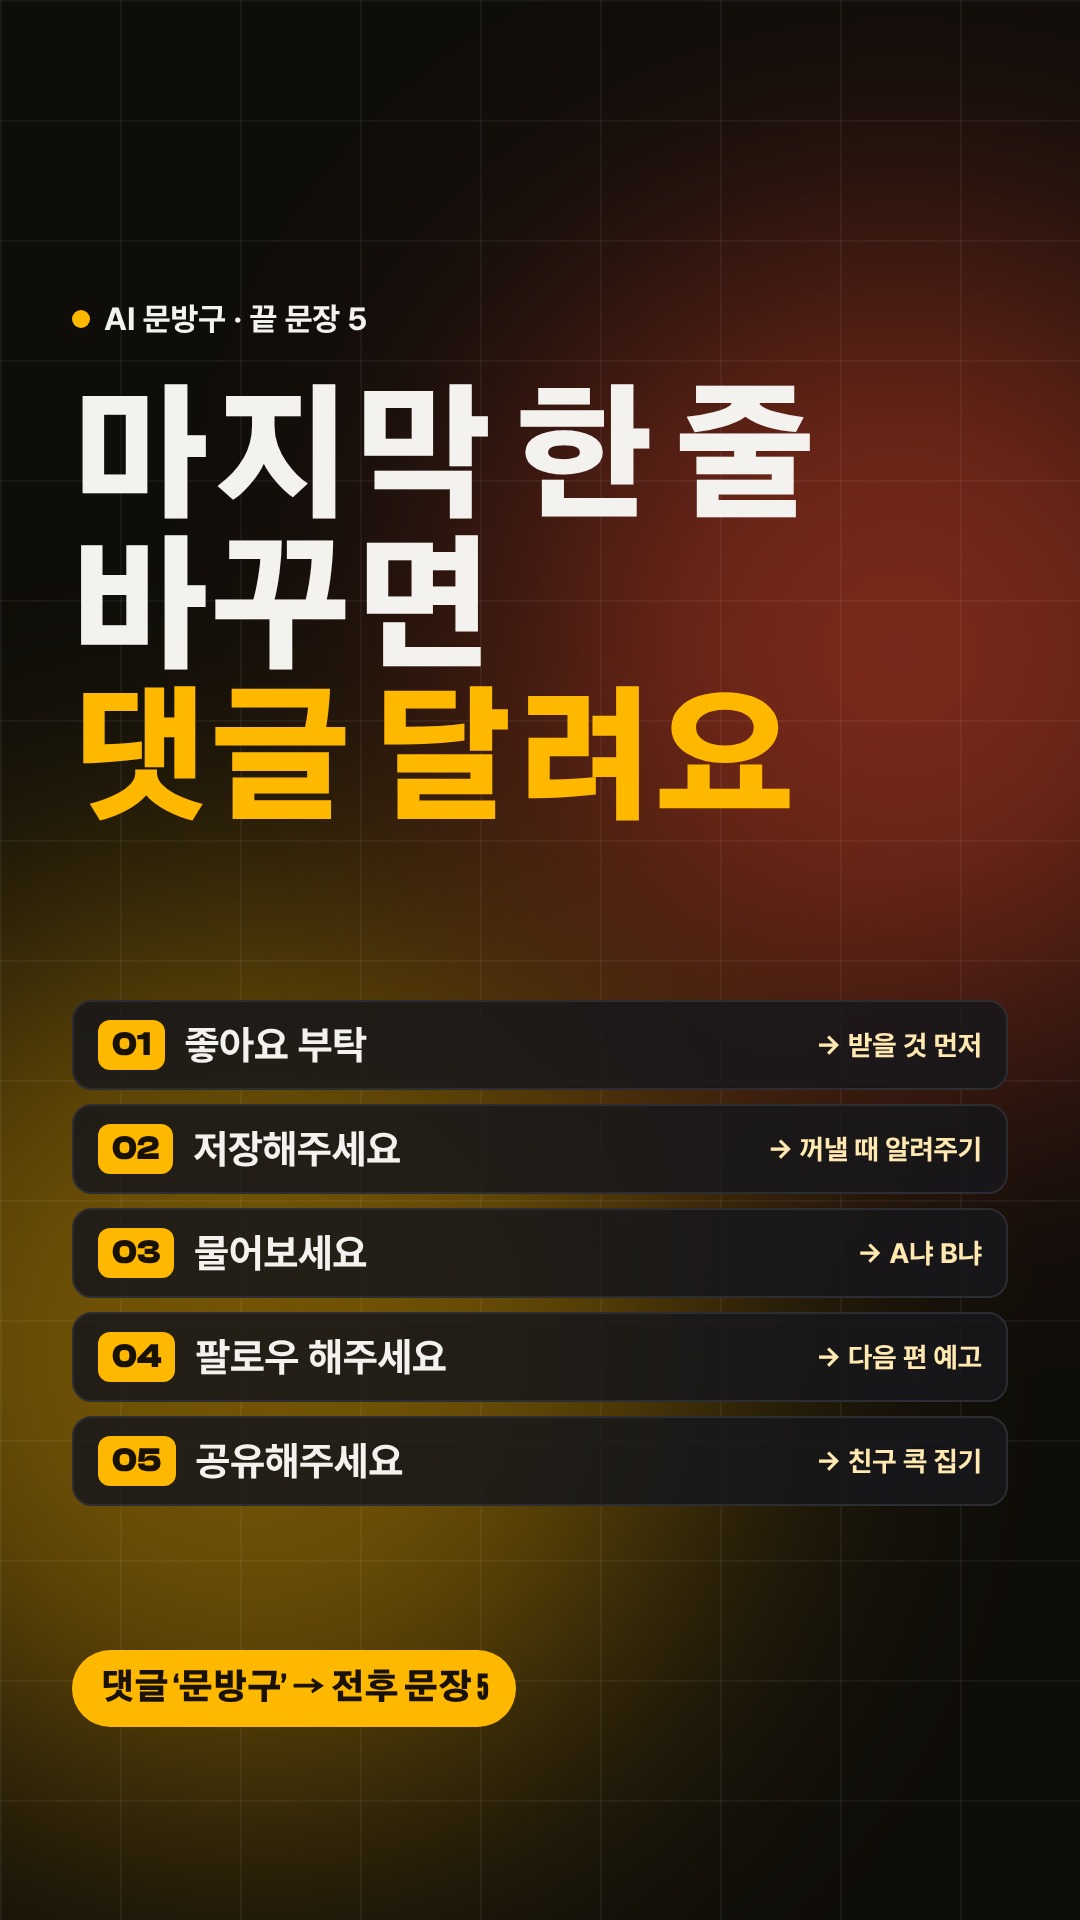 AI 문방구 · 끝 문장 5
마지막 한 줄
바꾸면
댓글 달려요
01 좋아요 부탁 → 받을 것 먼저
02 저장해주세요 → 꺼낼 때 알려주기
03 물어보세요 → A냐 B냐
04 팔로우 해주세요 → 다음 편 예고
05 공유해주세요 → 친구 콕 집기
댓글 ‘문방구’ → 전후 문장 5